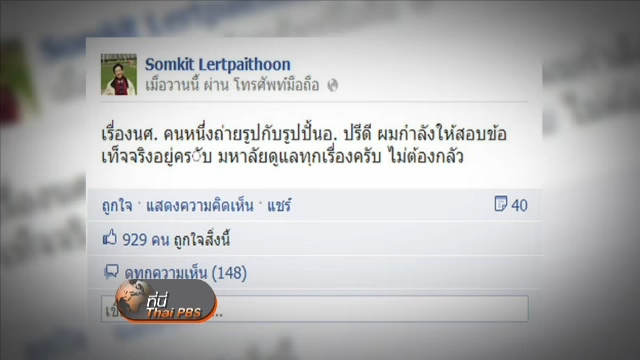 Somkit Lertpaithoon
เมื่อวานนี้ ผ่าน โทรศัพท์มือถือ
เรื่องนศ. คนหนึ่งถ่ายรูปกับรูปปั้นอ. ปรีดี ผมกำลังให้สอบข้อ
เท็จจริงอยู่ครับ มหาลัยดูแลทุกเรื่องครับ ไม่ต้องกลัว
ถูกใจ · แสดงความคิดเห็น · แชร์
40
929 คน ถูกใจสิ่งนี้
ดูทุกความเห็น (148)
ที่นี่
Thai PBS